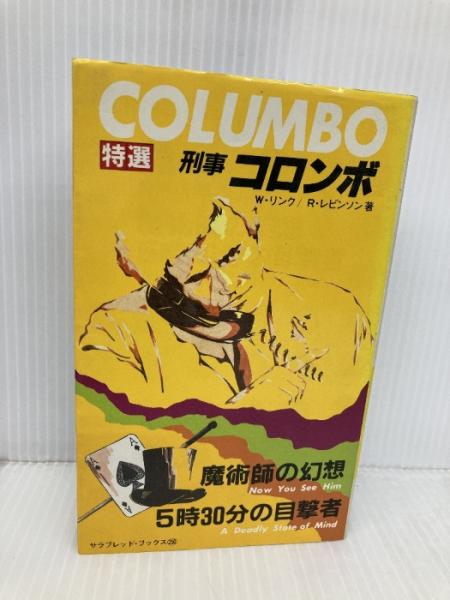 COLUMBO
特選 刑事 コロンボ
W・リンク／R・レビンソン 著
A
魔術師の幻想
Now You See Him
5時30分の目撃者
A Deadly State of Mind
サラブレッド・ブックス/250